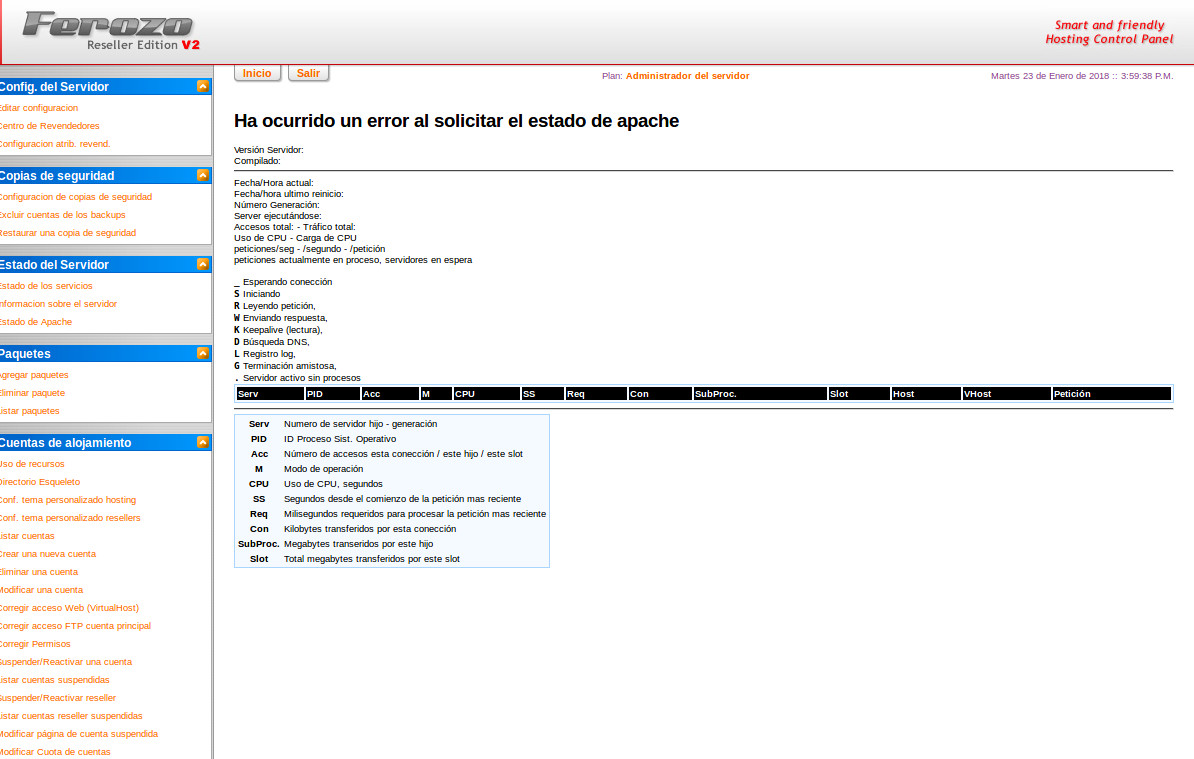 Ferozo
Reseller Edition V2
Smart and friendly
Hosting Control Panel
Inicio Salir
Plan: Administrador del servidor
Martes 23 de Enero de 2018 :: 3:59:38 P.M.
Config. del Servidor
Editar configuracion
Centro de Revendedores
Configuracion atrib. revend.
Copias de seguridad
Configuracion de copias de seguridad
Excluir cuentas de los backups
Restaurar una copia de seguridad
Estado del Servidor
Estado de los servicios
Informacion sobre el servidor
Estado de Apache
Paquetes
Agregar paquetes
Eliminar paquete
Listar paquetes
Cuentas de alojamiento
Uso de recursos
Directorio Esqueleto
Conf. tema personalizado hosting
Conf. tema personalizado resellers
Listar cuentas
Crear una nueva cuenta
Eliminar una cuenta
Modificar una cuenta
Corregir acceso Web (VirtualHost)
Corregir acceso FTP cuenta principal
Corregir Permisos
Suspender/Reactivar una cuenta
Listar cuentas suspendidas
Suspender/Reactivar reseller
Listar cuentas reseller suspendidas
Modificar página de cuenta suspendida
Modificar Cuota de cuentas
Ha ocurrido un error al solicitar el estado de apache
Versión Servidor:
Compilado:
Fecha/Hora actual:
Fecha/hora ultimo reinicio:
Número Generación:
Server ejecutándose:
Accesos total: - Tráfico total:
Uso de CPU - Carga de CPU
peticiones/seg - /segundo - /petición
peticiones actualmente en proceso, servidores en espera
_ Esperando conección
S Iniciando
R Leyendo petición,
W Enviando respuesta,
K Keepalive (lectura),
D Búsqueda DNS,
L Registro log,
G Terminación amistosa,
. Servidor activo sin procesos
Serv PID Acc M CPU SS Req Con SubProc. Slot Host VHost Petición
Serv Numero de servidor hijo - generación
PID ID Proceso Sist. Operativo
Acc Número de accesos esta conección / este hijo / este slot
M Modo de operación
CPU Uso de CPU, segundos
SS Segundos desde el comienzo de la petición mas reciente
Req Milisegundos requeridos para procesar la petición mas reciente
Con Kilobytes transferidos por esta conección
SubProc. Megabytes transeridos por este hijo
Slot Total megabytes transferidos por este slot